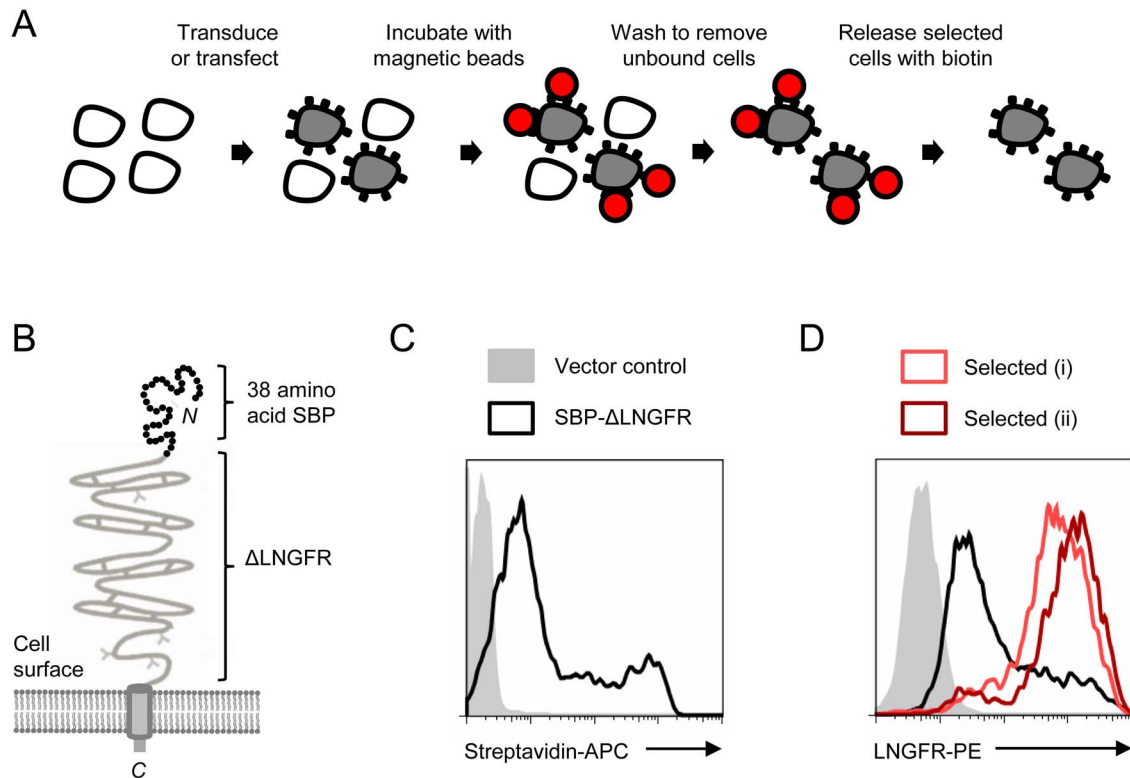 A
Transduce
or transfect
Incubate with
magnetic beads
Wash to remove
unbound cells
Release selected
cells with biotin
B
38 amino
acid SBP
N
ΔLNGFR
Cell
surface
C
C
Vector control
SBP-ΔLNGFR
Streptavidin-APC
D
Selected (i)
Selected (ii)
LNGFR-PE